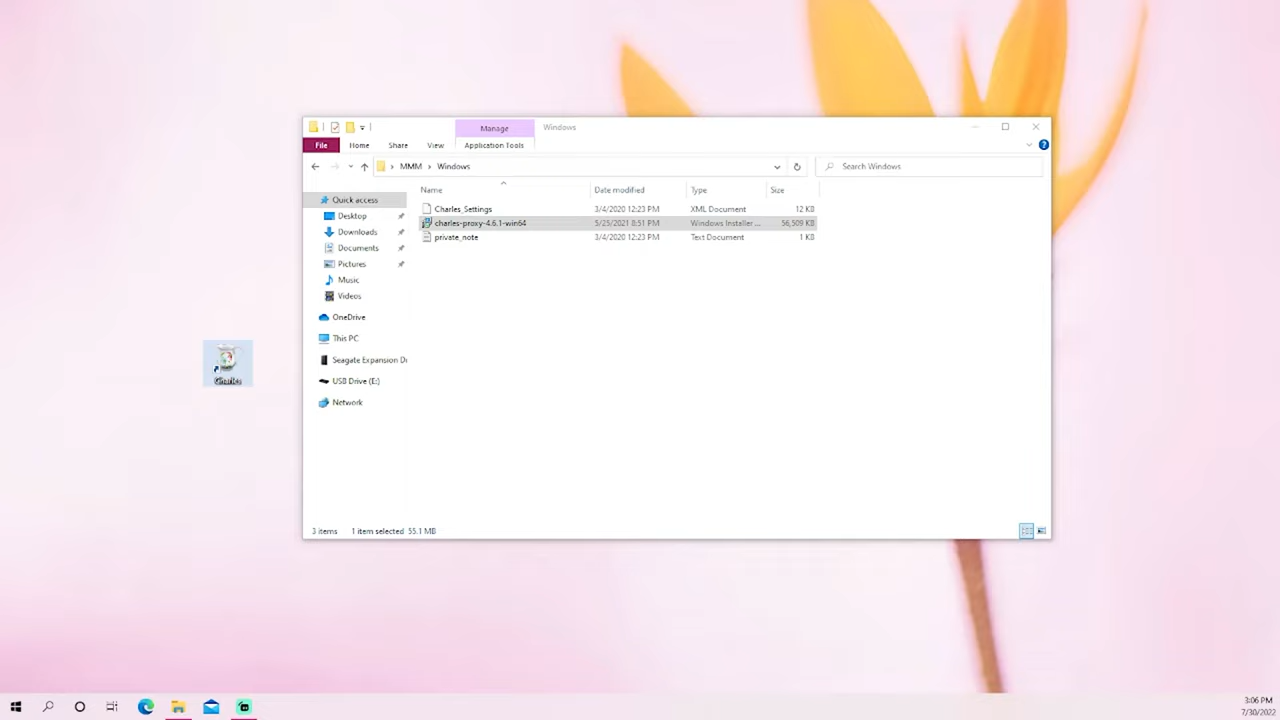 Manage
Windows
File
Home
Share
View
Application Tools
MMM
Windows
Search Windows
Name
Date modified
Type
Size
Quick access
Desktop
Downloads
Documents
Pictures
Music
Videos
OneDrive
This PC
Seagate Expansion Dr
USB Drive (E:)
Network
Charles_Settings 3/4/2020 12:23 PM XML Document 12 KB
charles-proxy-4.6.1-win64 5/25/2021 8:51 PM Windows Installer ... 56,509 KB
private_note 3/4/2020 12:23 PM Text Document 1 KB
Charles
3 items 1 item selected 55.1 MB
3:06 PM
7/30/2022